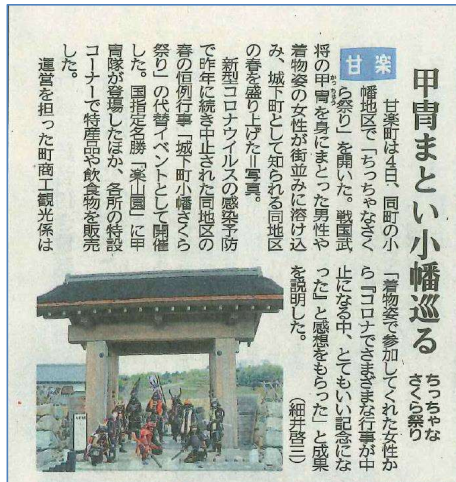 甘楽
甲冑まとい小幡巡る
ちっちゃな
さくら祭り
甘楽町は4日、同町の小
幡地区で「ちっちゃなさく
ら祭り」を開いた。戦国武
将の甲冑を身にまとった男性や
かっちゅう
着物姿の女性が街並みに溶け込
み、城下町として知られる同地区
の春を盛り上げた＝写真。
新型コロナウイルスの感染予防
で昨年に続き中止された同地区の
春の恒例行事「城下町小幡さくら
祭り」の代替イベントとして開催
した。国指定名勝「楽山園」に甲
冑隊が登場したほか、各所の特設
コーナーで特産品や飲食物を販売
した。
運営を担った町商工観光係は
「着物姿で参加してくれた女性か
ら『コロナでさまざまな行事が中
止になる中、とてもいい記念にな
った』と感想をもらった」と成果
を説明した。
（細井啓三）